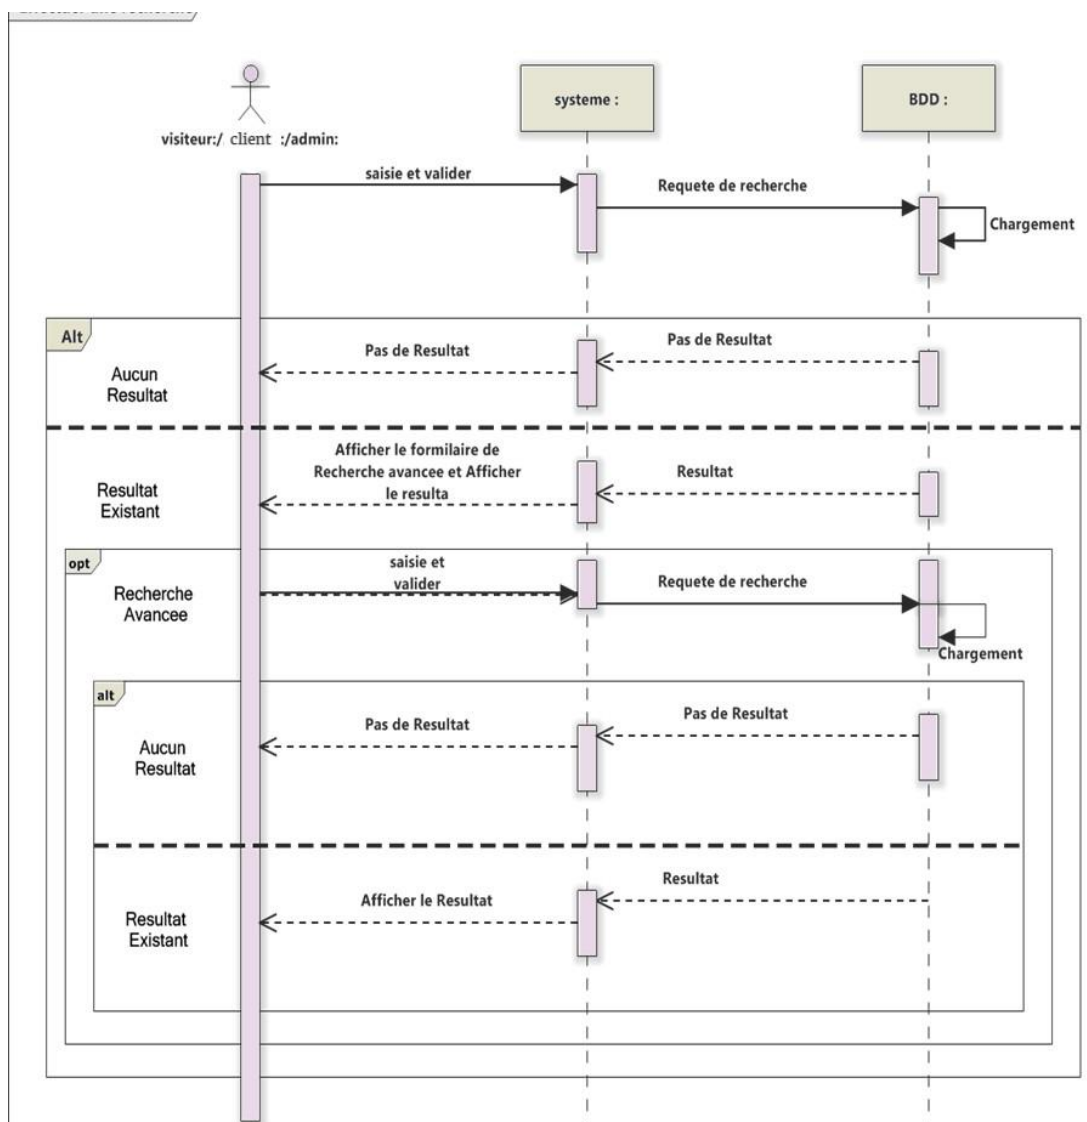 systeme :
BDD :
visiteur:/ client :/admin:
saisie et valider
Requete de recherche
Chargement
Alt
Pas de Resultat
Pas de Resultat
Aucun
Resultat
Afficher le formilaire de
Recherche avancee et Afficher
le resulta
Resultat
Resultat
Existant
opt
saisie et
valider
Requete de recherche
Recherche
Avancee
Chargement
alt
Pas de Resultat
Pas de Resultat
Aucun
Resultat
Resultat
Afficher le Resultat
Resultat
Existant